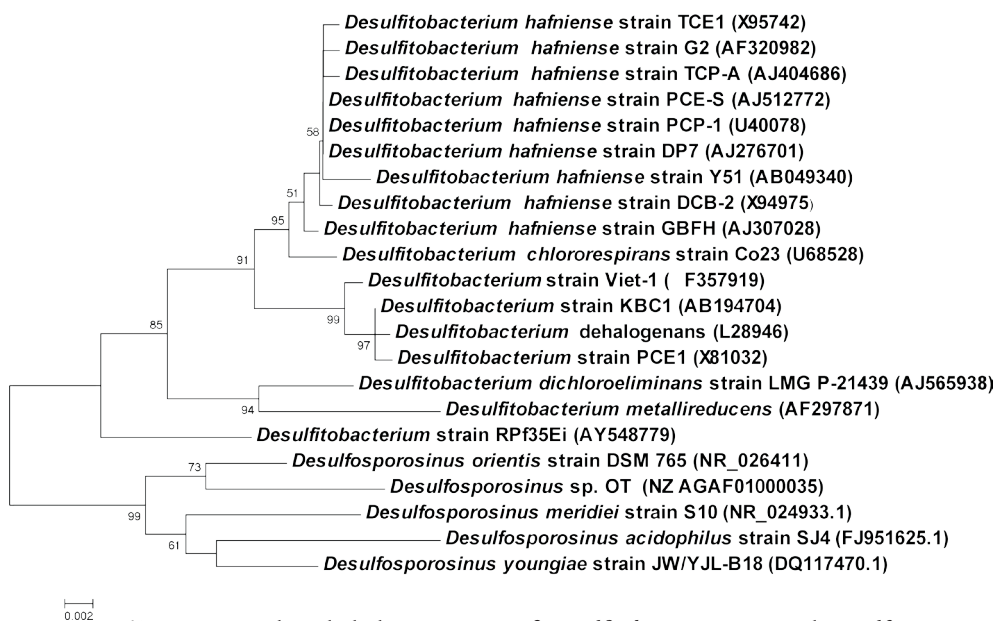 Desulfitobacterium hafniense strain TCE1 (X95742)
Desulfitobacterium hafniense strain G2 (AF320982)
Desulfitobacterium hafniense strain TCP-A (AJ404686)
Desulfitobacterium hafniense strain PCE-S (AJ512772)
Desulfitobacterium hafniense strain PCP-1 (U40078)
58
Desulfitobacterium hafniense strain DP7 (AJ276701)
Desulfitobacterium hafniense strain Y51 (AB049340)
51
Desulfitobacterium hafniense strain DCB-2 (X94975)
95
Desulfitobacterium hafniense strain GBFH (AJ307028)
Desulfitobacterium chlororespirans strain Co23 (U68528)
91
Desulfitobacterium strain Viet-1 ( F357919)
Desulfitobacterium strain KBC1 (AB194704)
99
85
Desulfitobacterium dehalogenans (L28946)
97
Desulfitobacterium strain PCE1 (X81032)
Desulfitobacterium dichloroeliminans strain LMG P-21439 (AJ565938)
94
Desulfitobacterium metallireducens (AF297871)
Desulfitobacterium strain RPf35Ei (AY548779)
73
Desulfosporosinus orientis strain DSM 765 (NR_026411)
Desulfosporosinus sp. OT (NZ AGAF01000035)
99
Desulfosporosinus meridiei strain S10 (NR_024933.1)
61
Desulfosporosinus acidophilus strain SJ4 (FJ951625.1)
Desulfosporosinus youngiae strain JW/YJL-B18 (DQ117470.1)
0.002